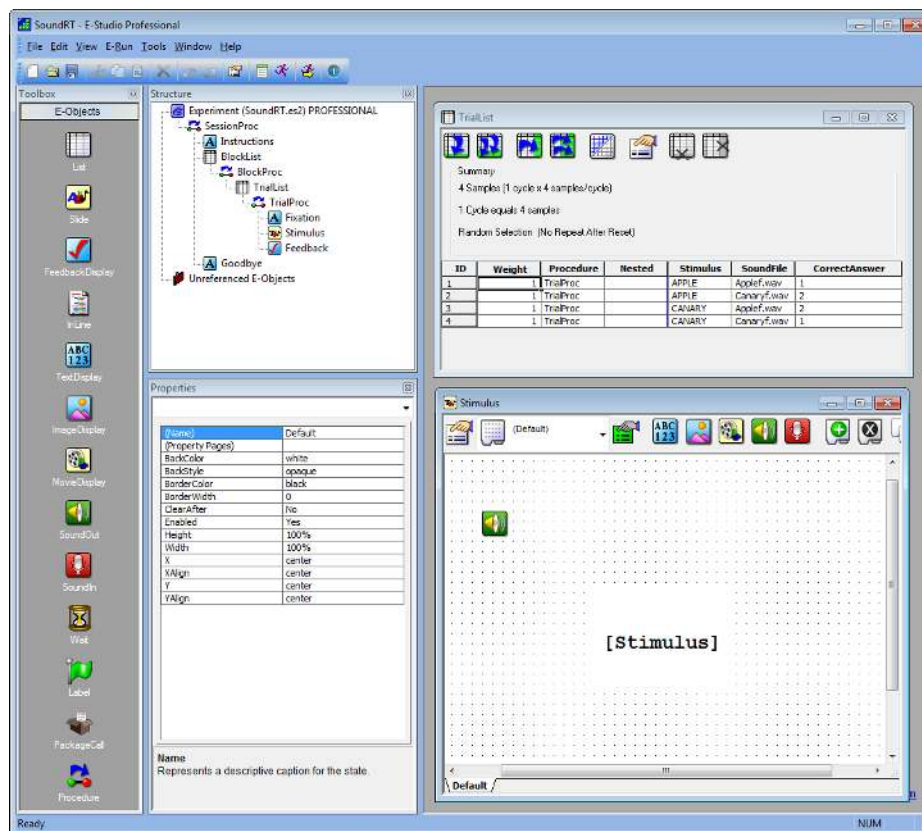 SoundRT - E-Studio Professional
File Edit View E-Run Tools Window Help
Toolbox
E-Objects
List
Slide
FeedbackDisplay
InLine
ABC
123
TextDisplay
ImageDisplay
MovieDisplay
SoundOut
SoundIn
Wait
Label
PackageCall
Procedure
Structure
Experiment (SoundRT.es2) PROFESSIONAL
SessionProc
A Instructions
BlockList
BlockProc
TrialList
TrialProc
A Fixation
Stimulus
Feedback
A Goodbye
Unreferenced E-Objects
Properties
(Name) Default
(Property Pages)
BackColor white
BackStyle opaque
BorderColor black
BorderWidth 0
ClearAfter No
Enabled Yes
Height 100%
Width 100%
X center
XAlign center
Y center
YAlign center
Name
Represents a descriptive caption for the state.
TrialList
Summary
4 Samples (1 cycle x 4 samples/cycle)
1 Cycle equals 4 samples
Random Selection (No Repeat After Reset)
ID Weight Procedure Nested Stimulus SoundFile CorrectAnswer
1 1 TrialProc APPLE Applef.wav 1
2 1 TrialProc APPLE Canaryf.wav 2
3 1 TrialProc CANARY Applef.wav 2
4 1 TrialProc CANARY Canaryf.wav 1
Stimulus
(Default)
ABC
123
[Stimulus]
Default
Ready
NUM